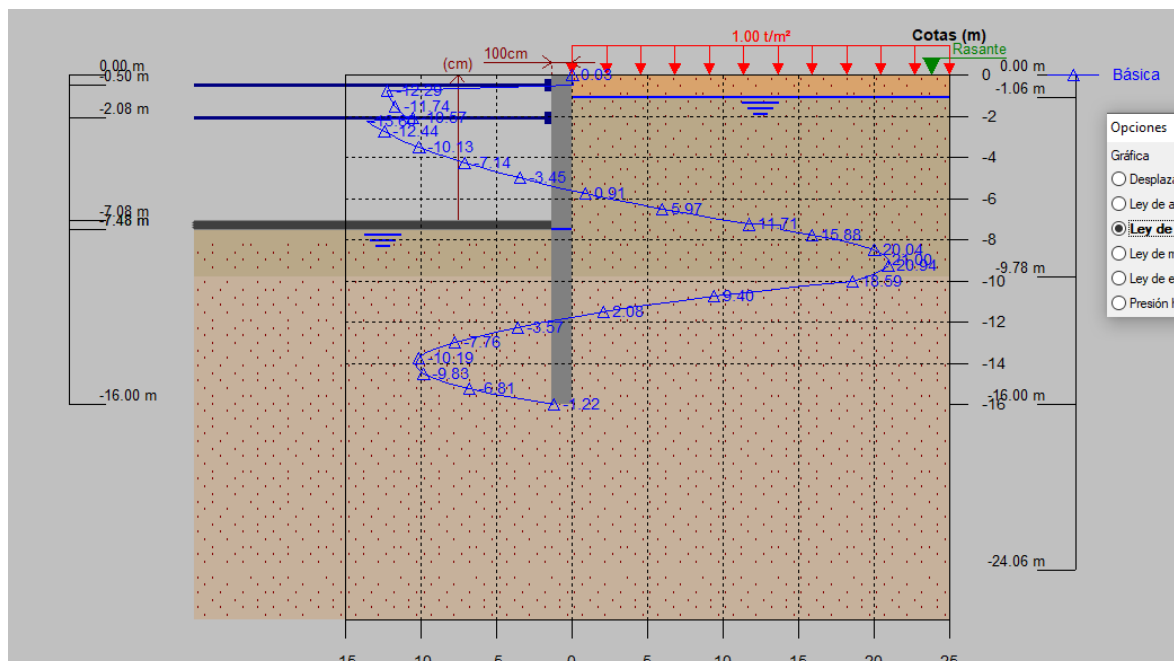 1.00 t/m²
Cotas (m)
100cm
Rasante
(cm)
0.00 m
-0.50 m
-2.08 m
-7.08 m
-7.48 m
-16.00 m
0.03
-12.29
-11.74
-10.57
-12.44
-10.13
-7.14
-3.45
0.91
5.97
11.71
15.88
20.04
21.00
20.94
18.59
9.40
2.08
-3.57
-7.76
-10.19
-9.83
-6.81
-1.22
0
-2
-4
-6
-8
-10
-12
-14
-16
0.00 m
-1.06 m
-9.78 m
-16.00 m
-24.06 m
Básica
Opciones
Gráfica
Desplaza
Ley de a
Ley de
Ley de m
Ley de e
Presión h
-15
-10
-5
0
5
10
15
20
25